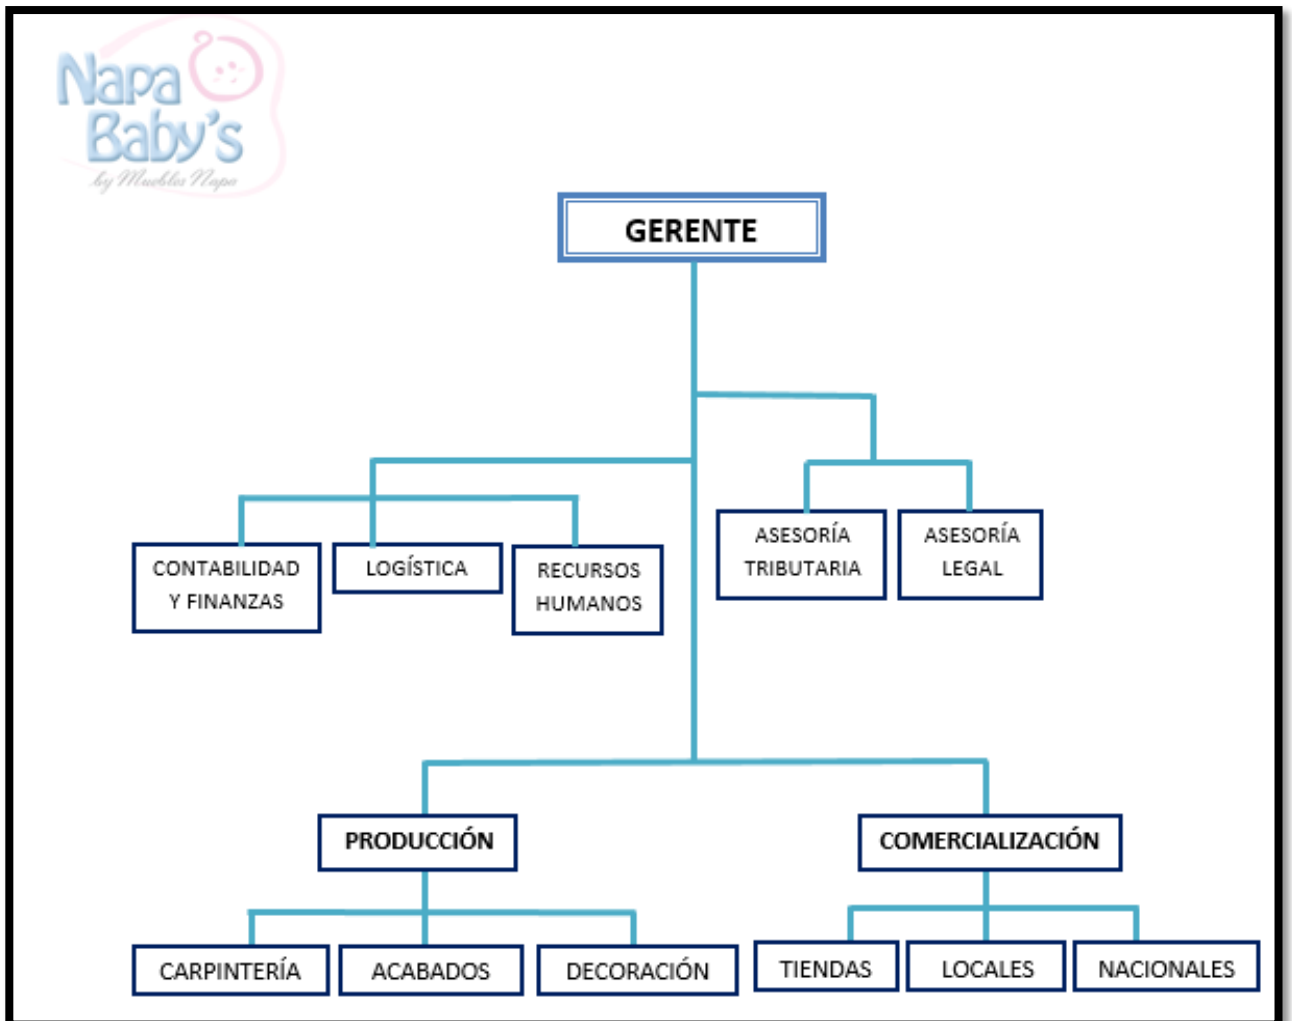 Napa
Baby's
by Muebles Napa
GERENTE
CONTABILIDAD
Y FINANZAS
LOGÍSTICA
RECURSOS
HUMANOS
ASESORÍA
TRIBUTARIA
ASESORÍA
LEGAL
PRODUCCIÓN
COMERCIALIZACIÓN
CARPINTERÍA
ACABADOS
DECORACIÓN
TIENDAS
LOCALES
NACIONALES